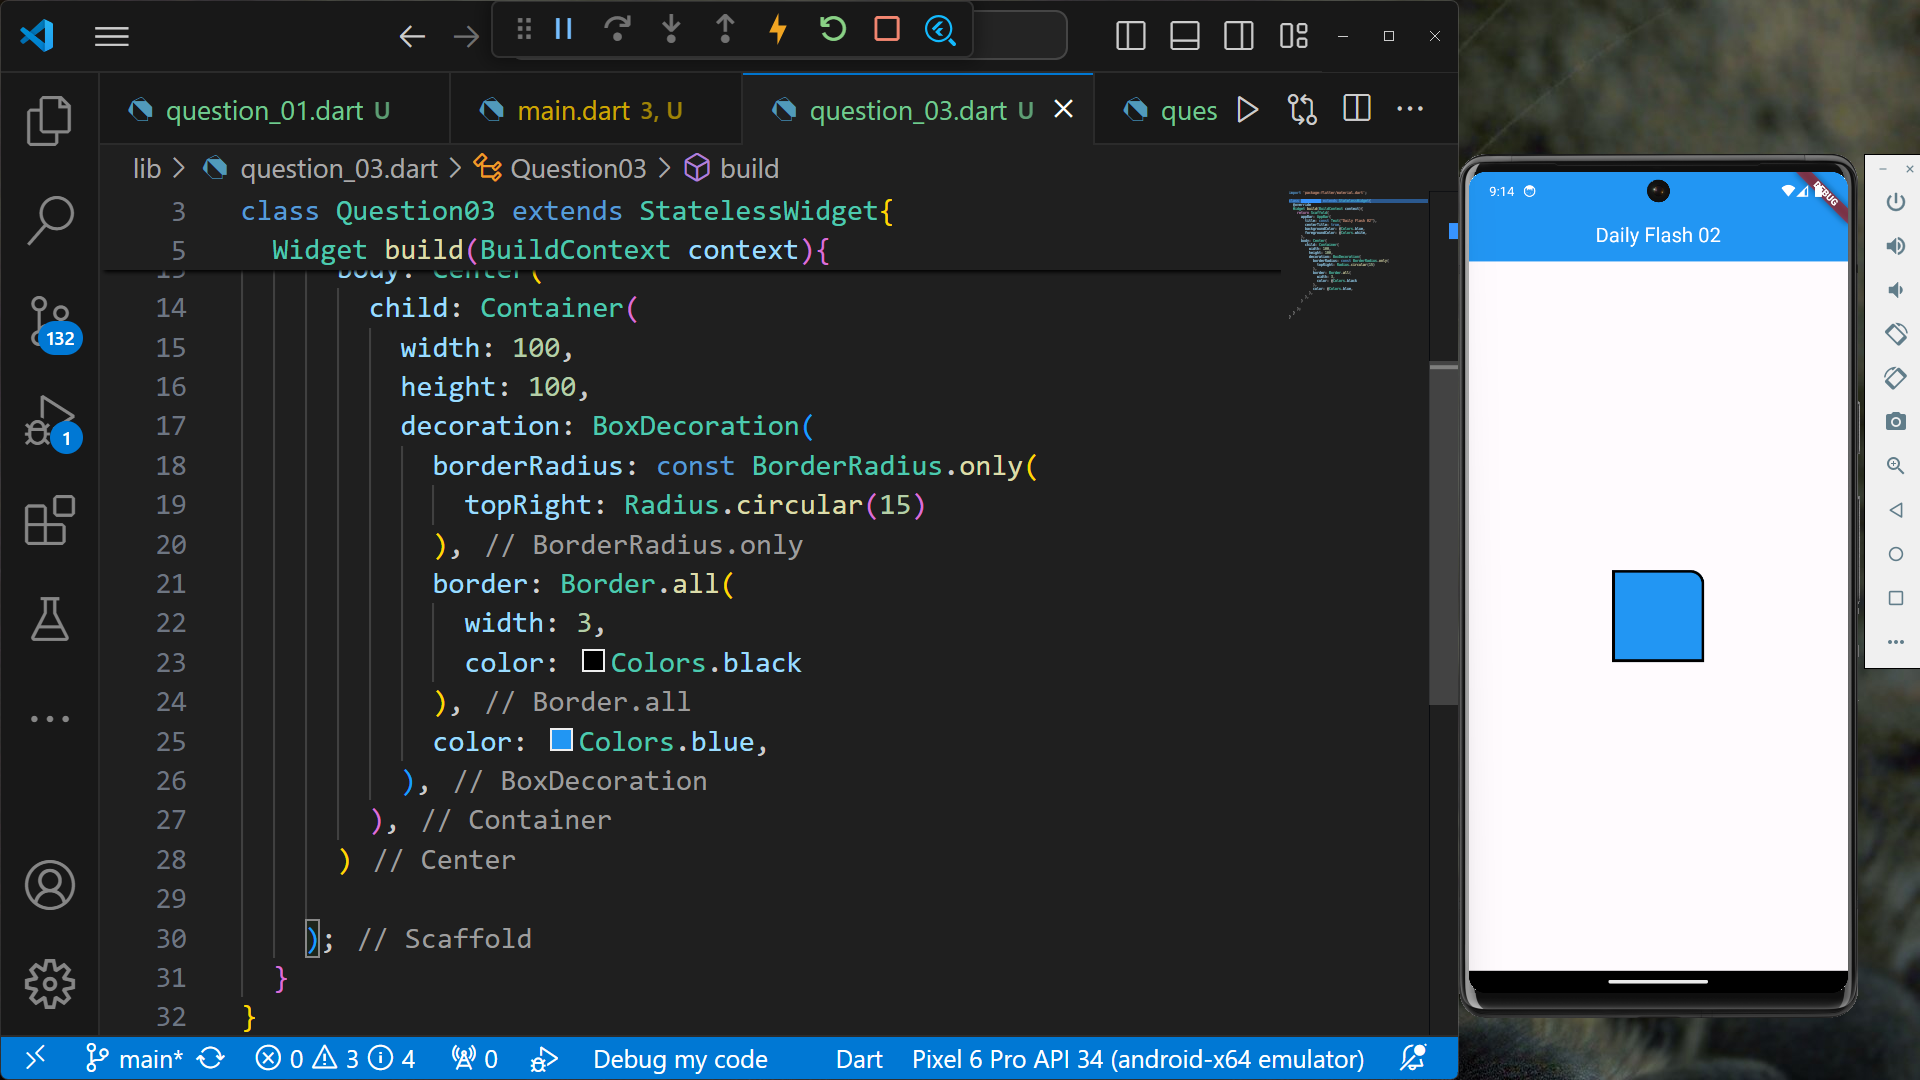 question_01.dart U
main.dart 3, U
question_03.dart U
ques
lib
question_03.dart
Question03
build
3 class Question03 extends StatelessWidget{
5 Widget build(BuildContext context){
13 body: Center(
14 child: Container(
15 width: 100,
16 height: 100,
17 decoration: BoxDecoration(
18 borderRadius: const BorderRadius.only(
19 topRight: Radius.circular(15)
20 ), // BorderRadius.only
21 border: Border.all(
22 width: 3,
23 color: Colors.black
24 ), // Border.all
25 color: Colors.blue,
26 ), // BoxDecoration
27 ), // Container
28 ) // Center
29
30 ); // Scaffold
31 }
32 }
132
1
main*
0
3
4
0
Debug my code
Dart
Pixel 6 Pro API 34 (android-x64 emulator)
9:14
DEBUG
Daily Flash 02